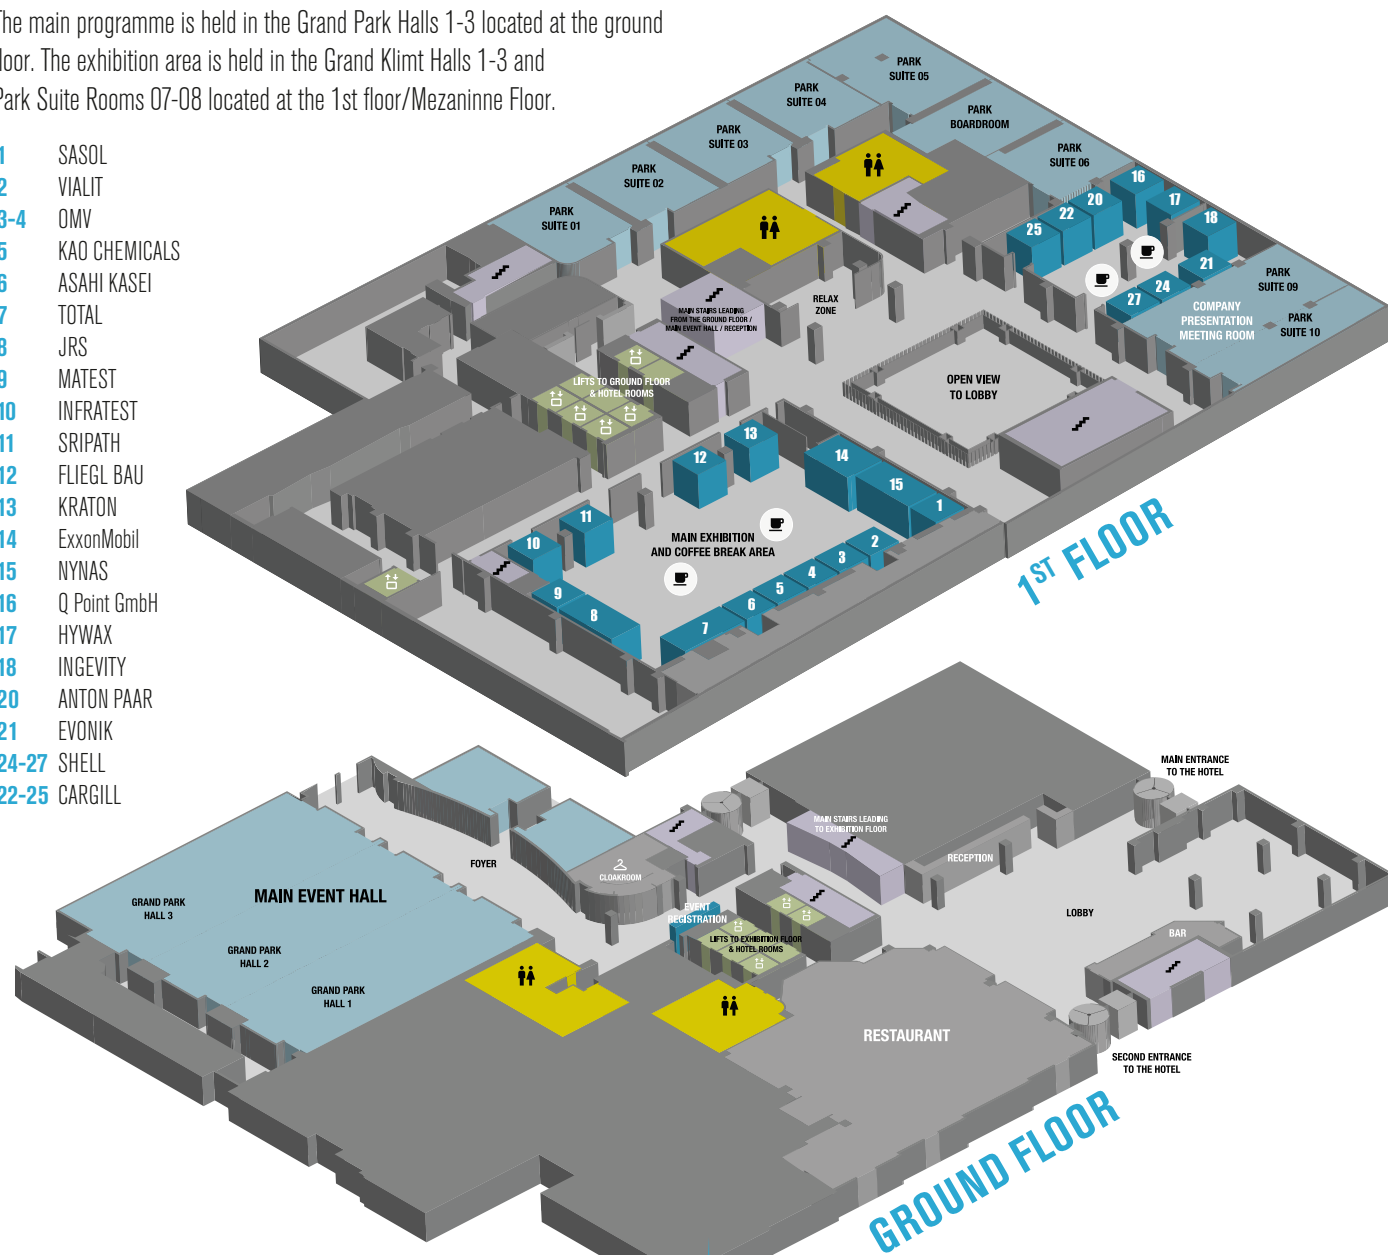 The main programme is held in the Grand Park Halls 1-3 located at the ground
floor. The exhibition area is held in the Grand Klimt Halls 1-3 and
Park Suite Rooms 07-08 located at the 1st floor/Mezaninne Floor.
1 SASOL
2 VIALIT
3-4 OMV
5 KAO CHEMICALS
6 ASAHI KASEI
7 TOTAL
8 JRS
9 MATEST
10 INFRATEST
11 SRIPATH
12 FLIEGL BAU
13 KRATON
14 ExxonMobil
15 NYNAS
16 Q Point GmbH
17 HYWAX
18 INGEVITY
20 ANTON PAAR
21 EVONIK
24-27 SHELL
22-25 CARGILL
PARK
SUITE 05
PARK
SUITE 04
PARK
BOARDROOM
PARK
SUITE 03
PARK
SUITE 06
PARK
SUITE 02
PARK
SUITE 01
16
17
18
20
22
25
21
24
27
PARK
SUITE 09
PARK
SUITE 10
COMPANY
PRESENTATION
MEETING ROOM
RELAX
ZONE
MAIN STAIRS LEADING
FROM THE GROUND FLOOR /
MAIN EVENT HALL / RECEPTION
LIFTS TO GROUND FLOOR
& HOTEL ROOMS
OPEN VIEW
TO LOBBY
13
12
14
15
1
11
10
MAIN EXHIBITION
AND COFFEE BREAK AREA
2
3
4
5
6
7
9
8
1ST FLOOR
MAIN ENTRANCE
TO THE HOTEL
MAIN STAIRS LEADING
TO EXHIBITION FLOOR
RECEPTION
FOYER
CLOAKROOM
MAIN EVENT HALL
GRAND PARK
HALL 3
GRAND PARK
HALL 2
GRAND PARK
HALL 1
EVENT
REGISTRATION
LIFTS TO EXHIBITION FLOOR
& HOTEL ROOMS
LOBBY
BAR
RESTAURANT
SECOND ENTRANCE
TO THE HOTEL
GROUND FLOOR